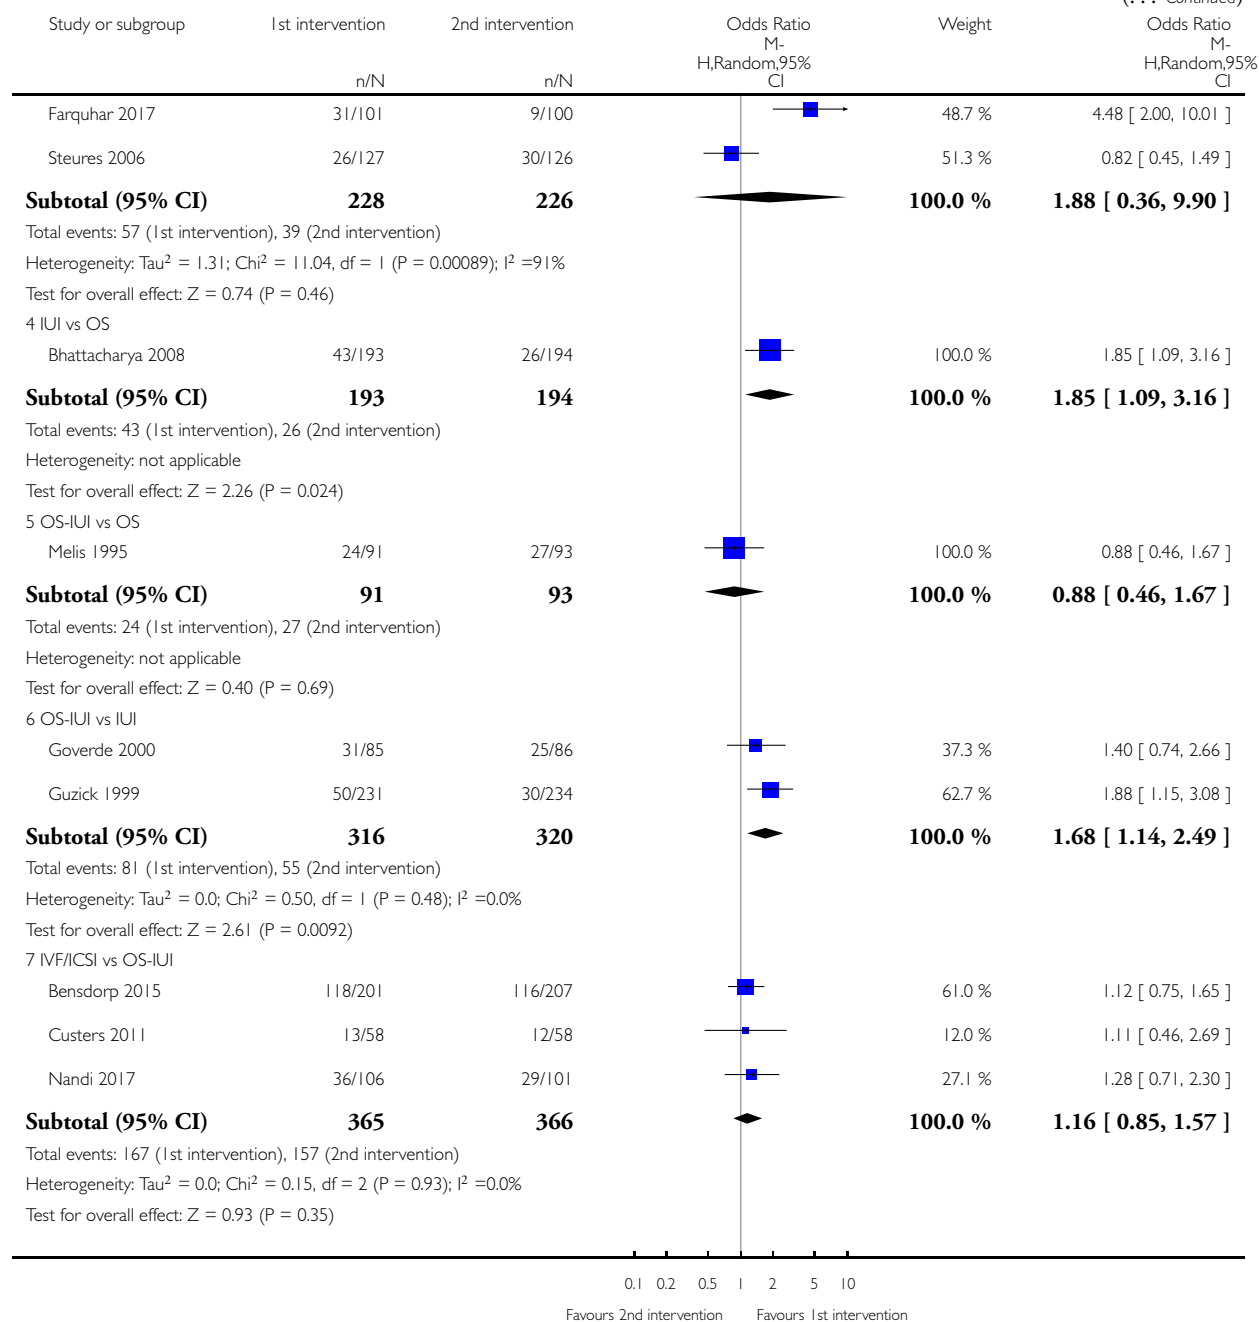 (. . . Continued)
Study or subgroup 1st intervention 2nd intervention Odds Ratio Weight Odds Ratio
M- M-
H,Random,95% H,Random,95%
n/N n/N CI CI
Farquhar 2017 31/101 9/100 48.7 % 4.48 [ 2.00, 10.01 ]
Steures 2006 26/127 30/126 51.3 % 0.82 [ 0.45, 1.49 ]
Subtotal (95% CI) 228 226 100.0 % 1.88 [ 0.36, 9.90 ]
Total events: 57 (1st intervention), 39 (2nd intervention)
Heterogeneity: Tau² = 1.31; Chi² = 11.04, df = 1 (P = 0.00089); I² =91%
Test for overall effect: Z = 0.74 (P = 0.46)
4 IUI vs OS
Bhattacharya 2008 43/193 26/194 100.0 % 1.85 [ 1.09, 3.16 ]
Subtotal (95% CI) 193 194 100.0 % 1.85 [ 1.09, 3.16 ]
Total events: 43 (1st intervention), 26 (2nd intervention)
Heterogeneity: not applicable
Test for overall effect: Z = 2.26 (P = 0.024)
5 OS-IUI vs OS
Melis 1995 24/91 27/93 100.0 % 0.88 [ 0.46, 1.67 ]
Subtotal (95% CI) 91 93 100.0 % 0.88 [ 0.46, 1.67 ]
Total events: 24 (1st intervention), 27 (2nd intervention)
Heterogeneity: not applicable
Test for overall effect: Z = 0.40 (P = 0.69)
6 OS-IUI vs IUI
Goverde 2000 31/85 25/86 37.3 % 1.40 [ 0.74, 2.66 ]
Guzick 1999 50/231 30/234 62.7 % 1.88 [ 1.15, 3.08 ]
Subtotal (95% CI) 316 320 100.0 % 1.68 [ 1.14, 2.49 ]
Total events: 81 (1st intervention), 55 (2nd intervention)
Heterogeneity: Tau² = 0.0; Chi² = 0.50, df = 1 (P = 0.48); I² =0.0%
Test for overall effect: Z = 2.61 (P = 0.0092)
7 IVF/ICSI vs OS-IUI
Bensdorp 2015 118/201 116/207 61.0 % 1.12 [ 0.75, 1.65 ]
Custers 2011 13/58 12/58 12.0 % 1.11 [ 0.46, 2.69 ]
Nandi 2017 36/106 29/101 27.1 % 1.28 [ 0.71, 2.30 ]
Subtotal (95% CI) 365 366 100.0 % 1.16 [ 0.85, 1.57 ]
Total events: 167 (1st intervention), 157 (2nd intervention)
Heterogeneity: Tau² = 0.0; Chi² = 0.15, df = 2 (P = 0.93); I² =0.0%
Test for overall effect: Z = 0.93 (P = 0.35)
0.1 0.2 0.5 1 2 5 10
Favours 2nd intervention Favours 1st intervention